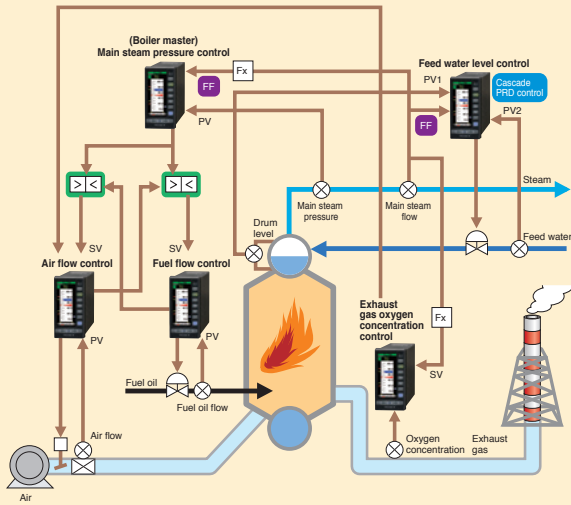 (Boiler master)
Main steam pressure control
Feed water level control
Fx
FF
PV
PV1
FF
Cascade
PRD control
PV2
> <
> <
SV
SV
Steam
Main steam
pressure
Main steam
flow
Drum
level
Feed water
Air flow control
Fuel flow control
PV
PV
Exhaust
gas oxygen
concentration
control
Fx
SV
Fuel oil
Fuel oil flow
Air flow
Oxygen
concentration
Exhaust
gas
Air